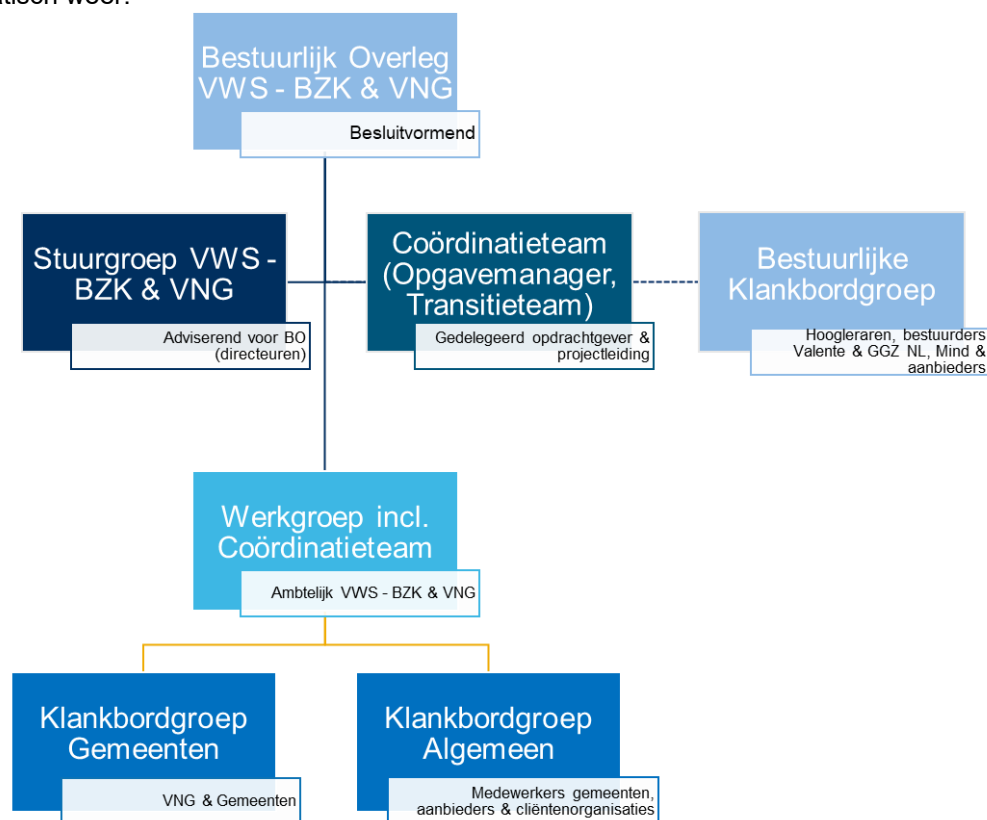 Bestuurlijk Overleg
VWS - BZK & VNG
Besluitvormend
Stuurgroep VWS -
BZK & VNG
Adviserend voor BO
(directeuren)
Coördinatieteam
(Opgavemanager,
Transitieteam)
Gedelegeerd opdrachtgever &
projectleiding
Bestuurlijke
Klankbordgroep
Hoogleraren, bestuurders
Valente & GGZ NL, Mind &
aanbieders
Werkgroep incl.
Coördinatieteam
Ambtelijk VWS - BZK & VNG
Klankbordgroep
Gemeenten
VNG & Gemeenten
Klankbordgroep
Algemeen
Medewerkers gemeenten,
aanbieders & cliëntenorganisaties